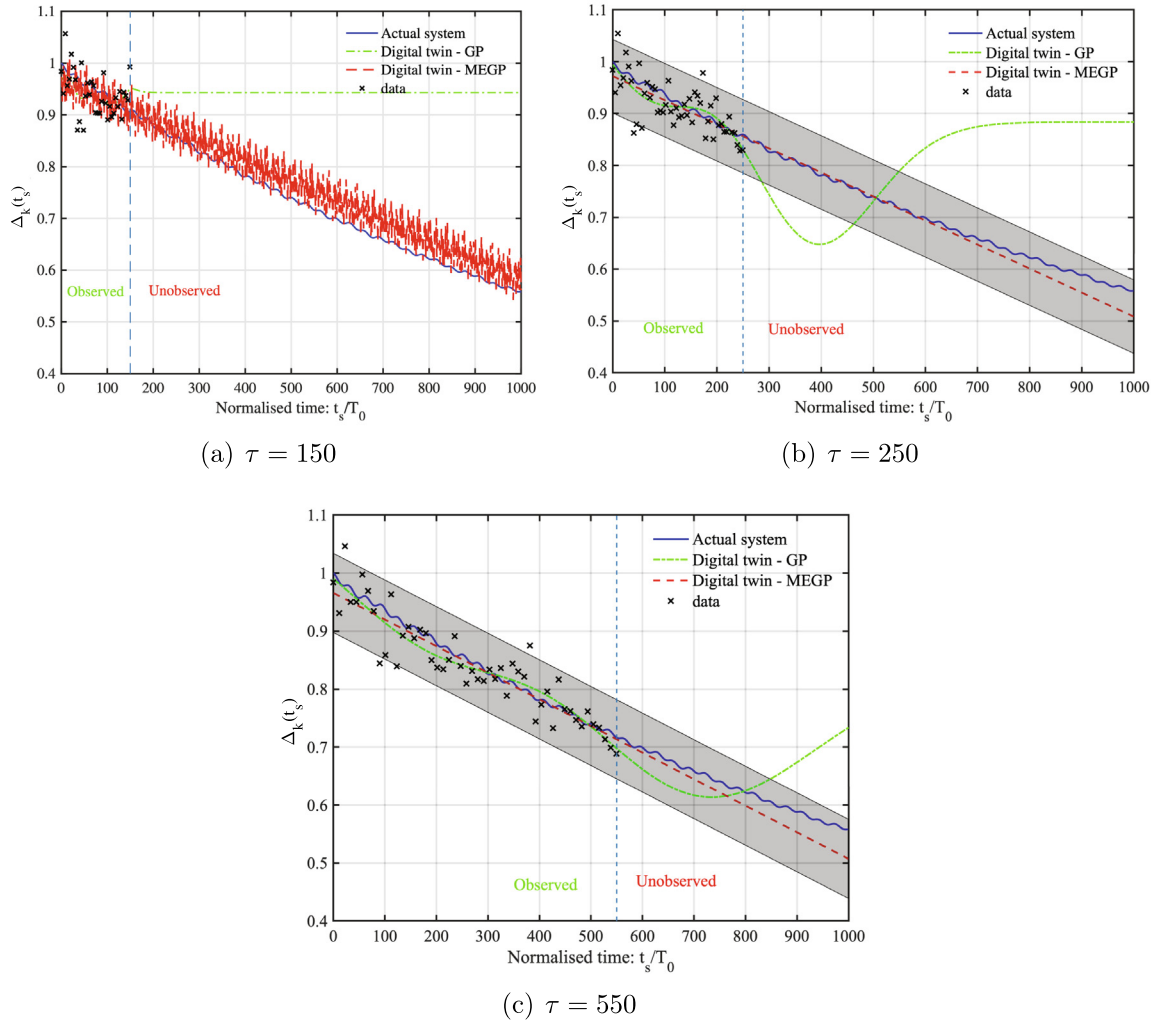 1.1
1
0.9
0.8
0.7
0.6
0.5
0.4
Δk(ts)
Actual system
Digital twin - GP
Digital twin - MEGP
data
Observed
Unobserved
0 100 200 300 400 500 600 700 800 900 1000
Normalised time: ts/T0
(a) τ = 150
1.1
1
0.9
0.8
0.7
0.6
0.5
0.4
Δk(ts)
Actual system
Digital twin - GP
Digital twin - MEGP
data
Observed
Unobserved
0 100 200 300 400 500 600 700 800 900 1000
Normalised time: ts/T0
(b) τ = 250
1.1
1
0.9
0.8
0.7
0.6
0.5
0.4
Δk(ts)
Actual system
Digital twin - GP
Digital twin - MEGP
data
Observed
Unobserved
0 100 200 300 400 500 600 700 800 900 1000
Normalised time: ts/T0
(c) τ = 550